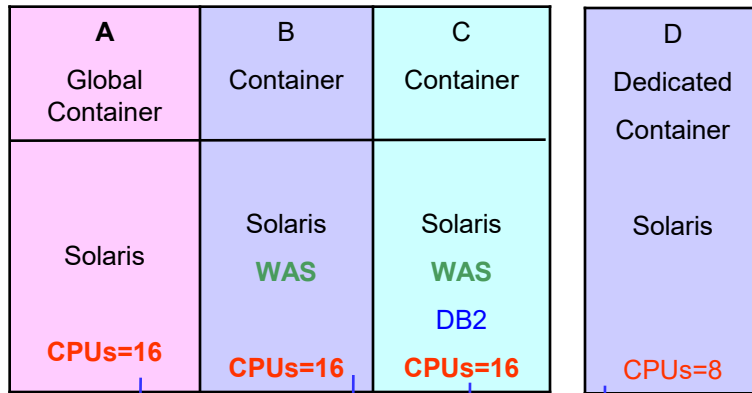 A
Global
Container
Solaris
CPUs=16
B
Container
Solaris
WAS
CPUs=16
C
Container
Solaris
WAS
DB2
CPUs=16
D
Dedicated
Container
Solaris
CPUs=8